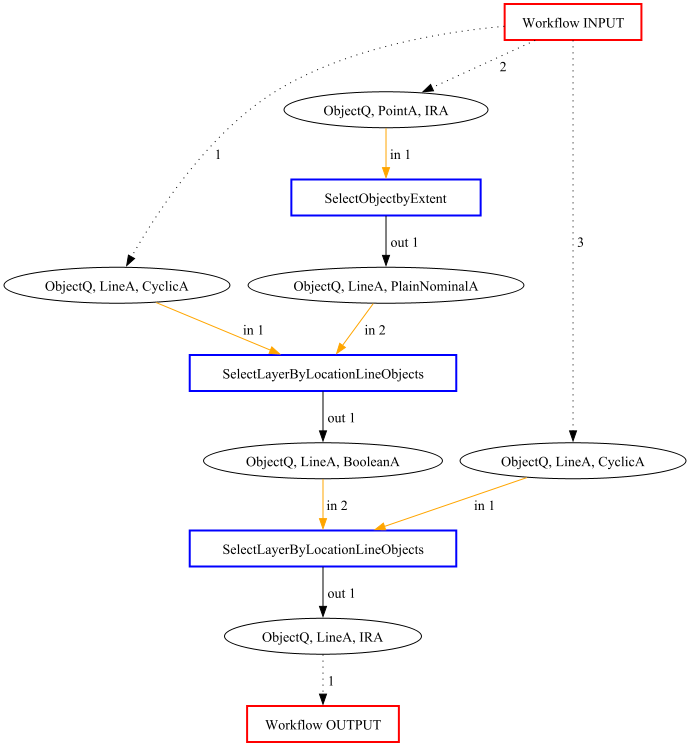 Workflow INPUT
2
ObjectQ, PointA, IRA
1
in 1
SelectObjectbyExtent
out 1
3
ObjectQ, LineA, CyclicA
ObjectQ, LineA, PlainNominalA
in 1
in 2
SelectLayerByLocationLineObjects
out 1
ObjectQ, LineA, BooleanA
ObjectQ, LineA, CyclicA
in 2
in 1
SelectLayerByLocationLineObjects
out 1
ObjectQ, LineA, IRA
1
Workflow OUTPUT